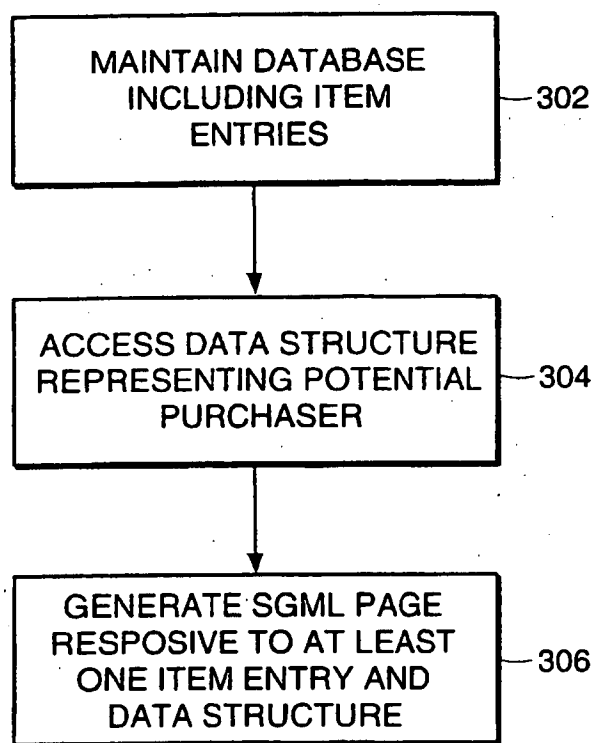 MAINTAIN DATABASE
INCLUDING ITEM
ENTRIES
302
ACCESS DATA STRUCTURE
REPRESENTING POTENTIAL
PURCHASER
304
GENERATE SGML PAGE
RESPOSIVE TO AT LEAST
ONE ITEM ENTRY AND
DATA STRUCTURE
306